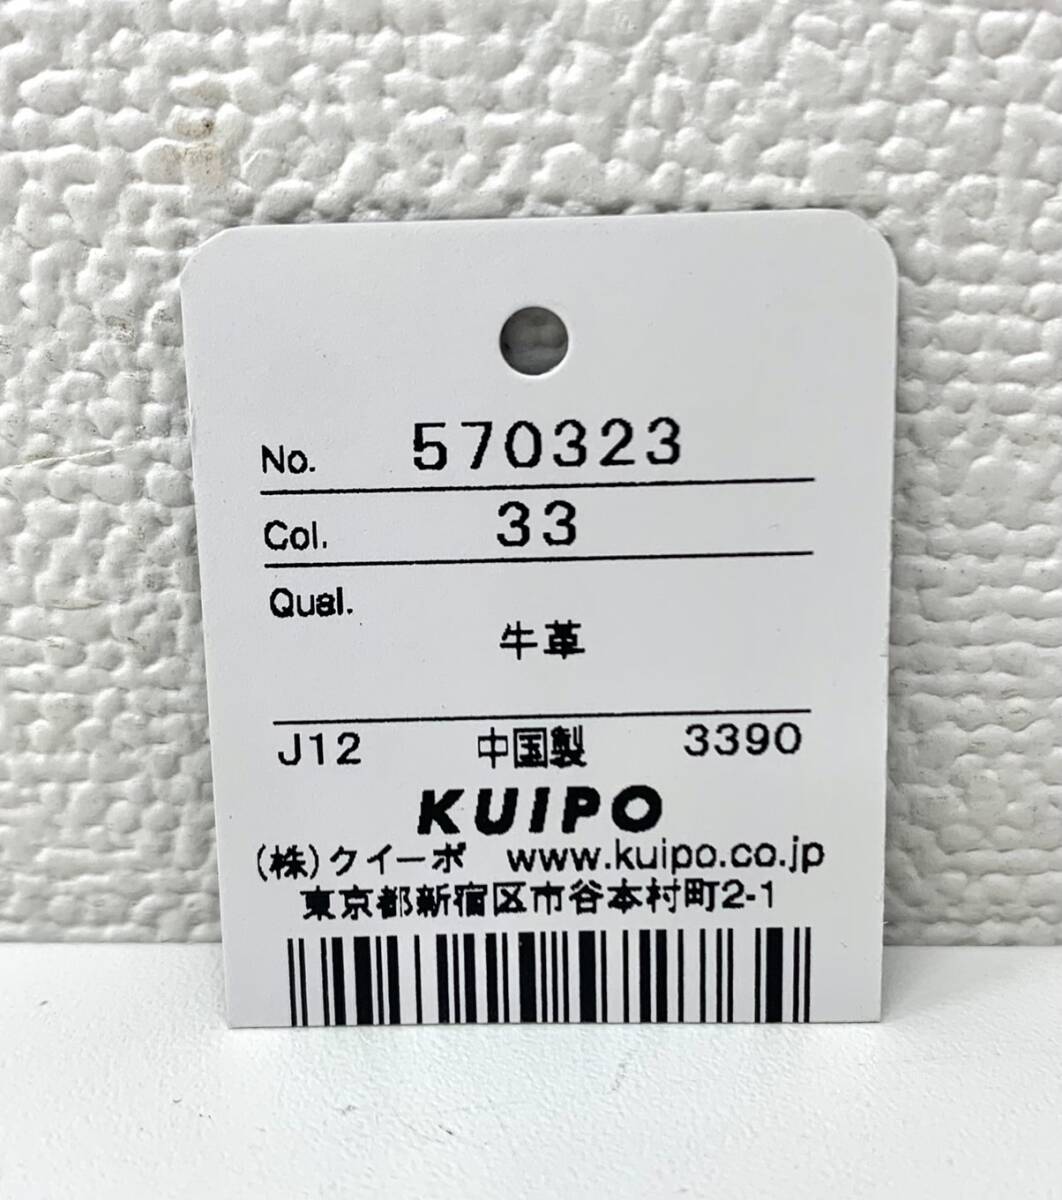 No. 570323
Col. 33
Qual.
牛革
J12 中国製 3390
KUIPO
(株)クイーポ www.kuipo.co.jp
東京都新宿区市谷本村町2-1